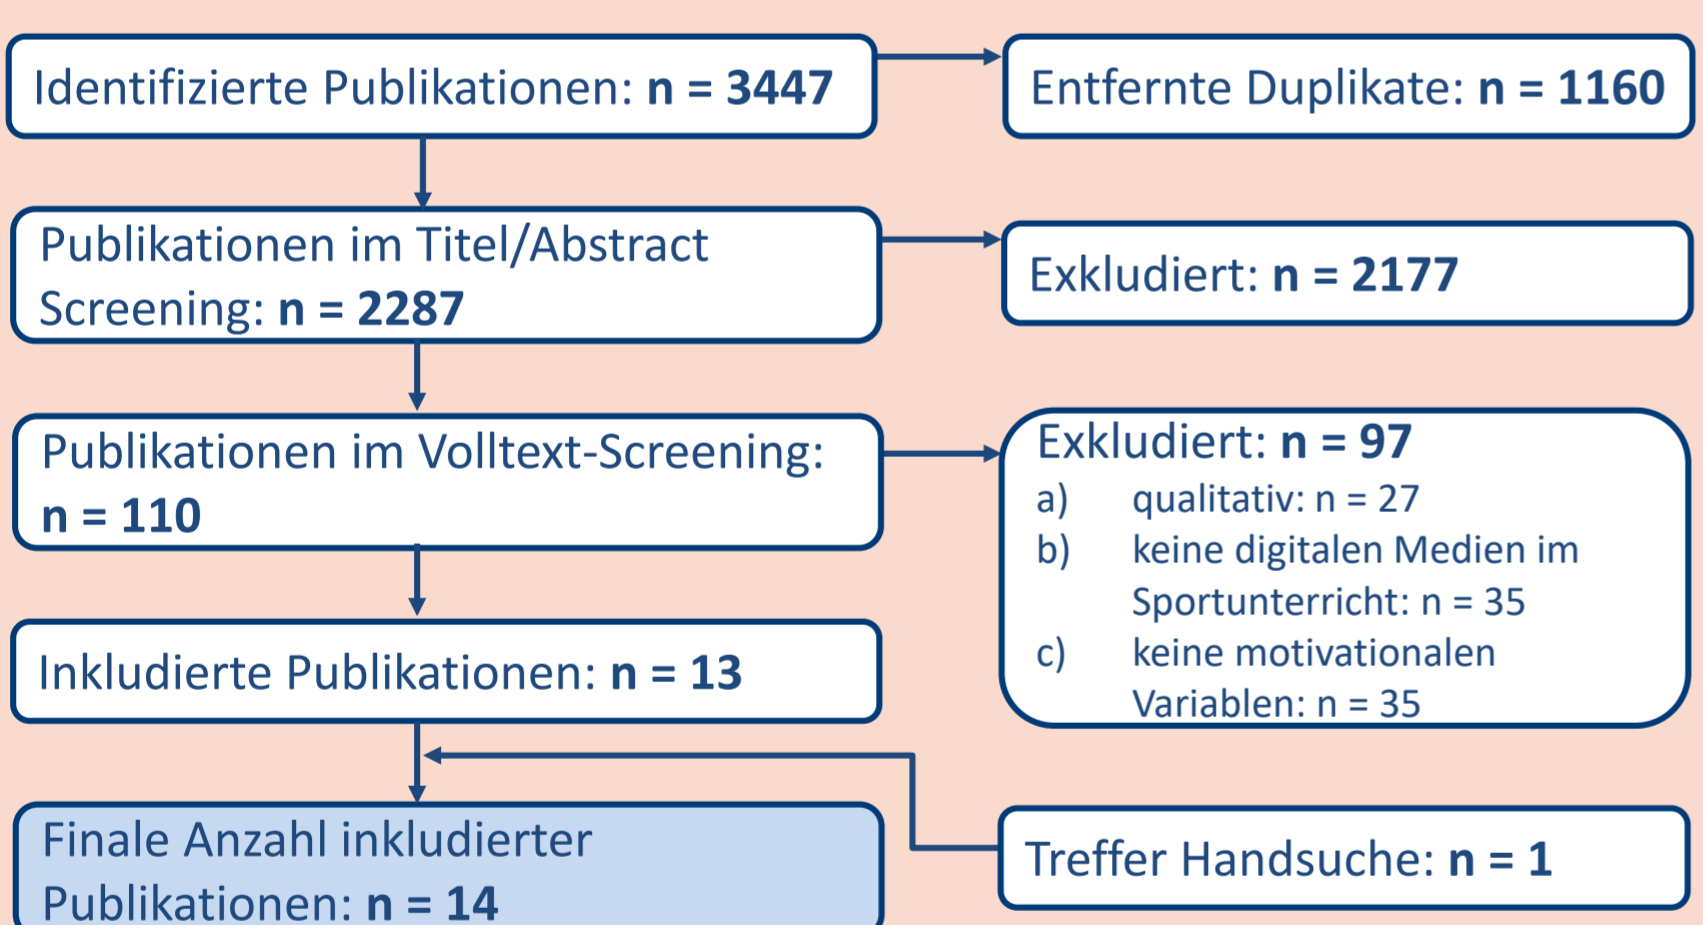 Identifizierte Publikationen: n = 3447
Entfernte Duplikate: n = 1160
Publikationen im Titel/Abstract
Screening: n = 2287
Exkludiert: n = 2177
Publikationen im Volltext-Screening:
n = 110
Exkludiert: n = 97
a) qualitativ: n = 27
b) keine digitalen Medien im
Sportunterricht: n = 35
c) keine motivationalen
Variablen: n = 35
Inkludierte Publikationen: n = 13
Treffer Handsuche: n = 1
Finale Anzahl inkludierter
Publikationen: n = 14